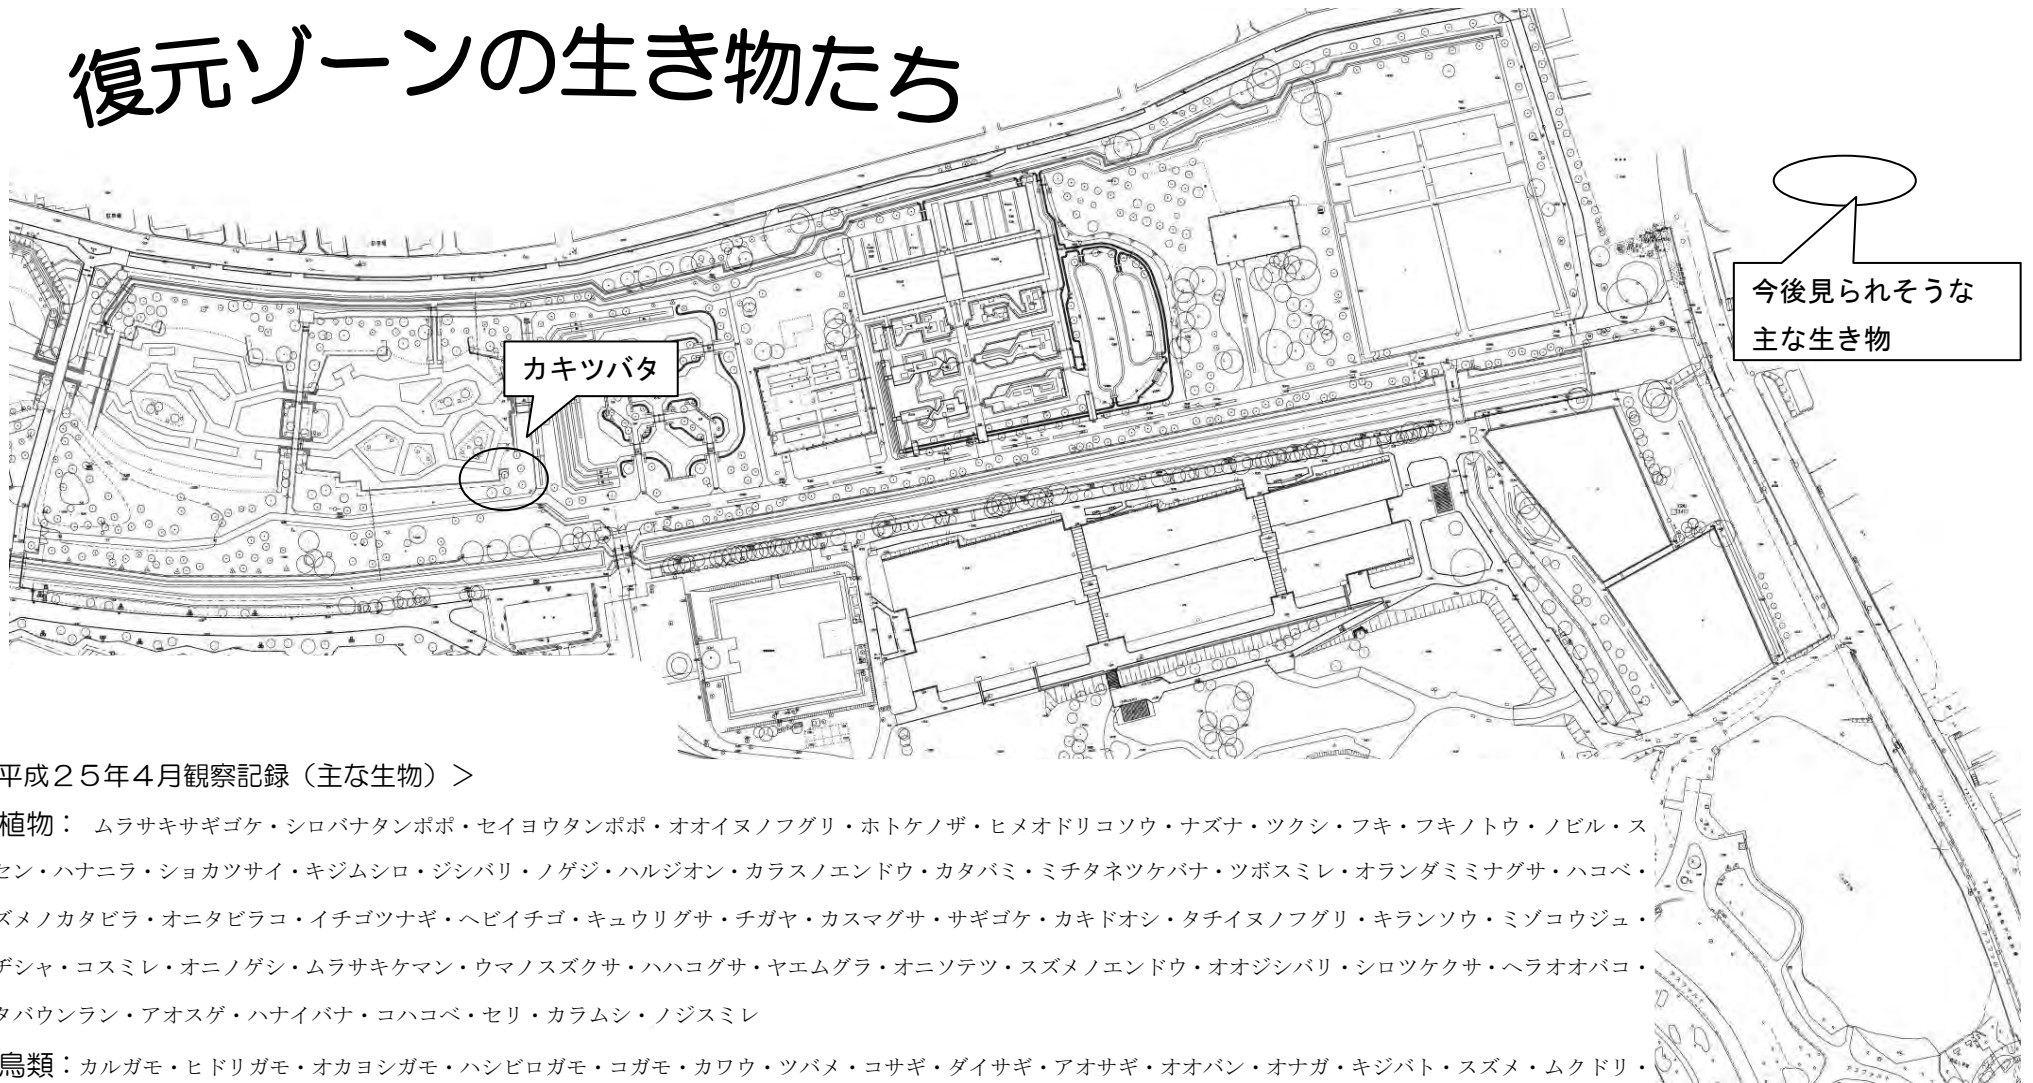 復元ゾーンの生き物たち
今後見られそうな
主な生き物
カキツバタ
平成２５年４月観察記録（主な生物）＞
植物： ムラサキサギゴケ・シロバナタンポポ・セイヨウタンポポ・オオイヌノフグリ・ホトケノザ・ヒメオドリコソウ・ナズナ・ツクシ・フキ・フキノトウ・ノビル・ス
セン・ハナニラ・ショカツサイ・キジムシロ・ジシバリ・ノゲジ・ハルジオン・カラスノエンドウ・カタバミ・ミチタネツケバナ・ツボスミレ・オランダミミナグサ・ハコベ・
ズメノカタビラ・オニタビラコ・イチゴツナギ・ヘビイチゴ・キュウリグサ・チガヤ・カスマグサ・サギゴケ・カキドオシ・タチイヌノフグリ・キランソウ・ミゾコウジュ・
ヂシャ・コスミレ・オニノゲシ・ムラサキケマン・ウマノスズクサ・ハハコグサ・ヤエムグラ・オニソテツ・スズメノエンドウ・オオジシバリ・シロツケクサ・ヘラオオバコ・
タバウンラン・アオスゲ・ハナイバナ・コハコベ・セリ・カラムシ・ノジスミレ
鳥類：カルガモ・ヒドリガモ・オカヨシガモ・ハシビロガモ・コガモ・カワウ・ツバメ・コサギ・ダイサギ・アオサギ・オオバン・オナガ・キジバト・スズメ・ムクドリ・